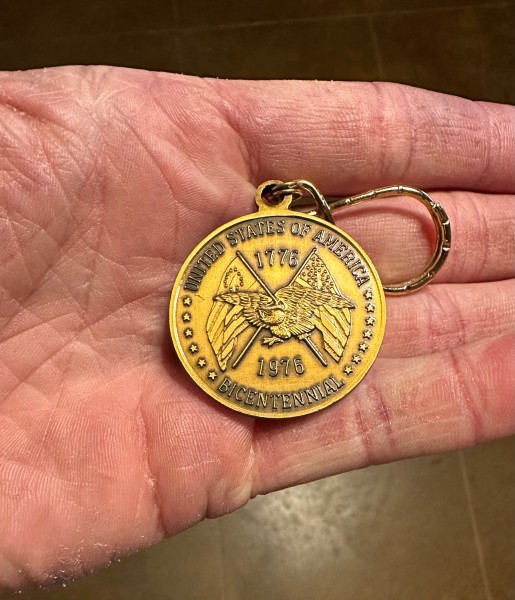 UNITED STATES OF AMERICA
1776
1976
BICENTENNIAL